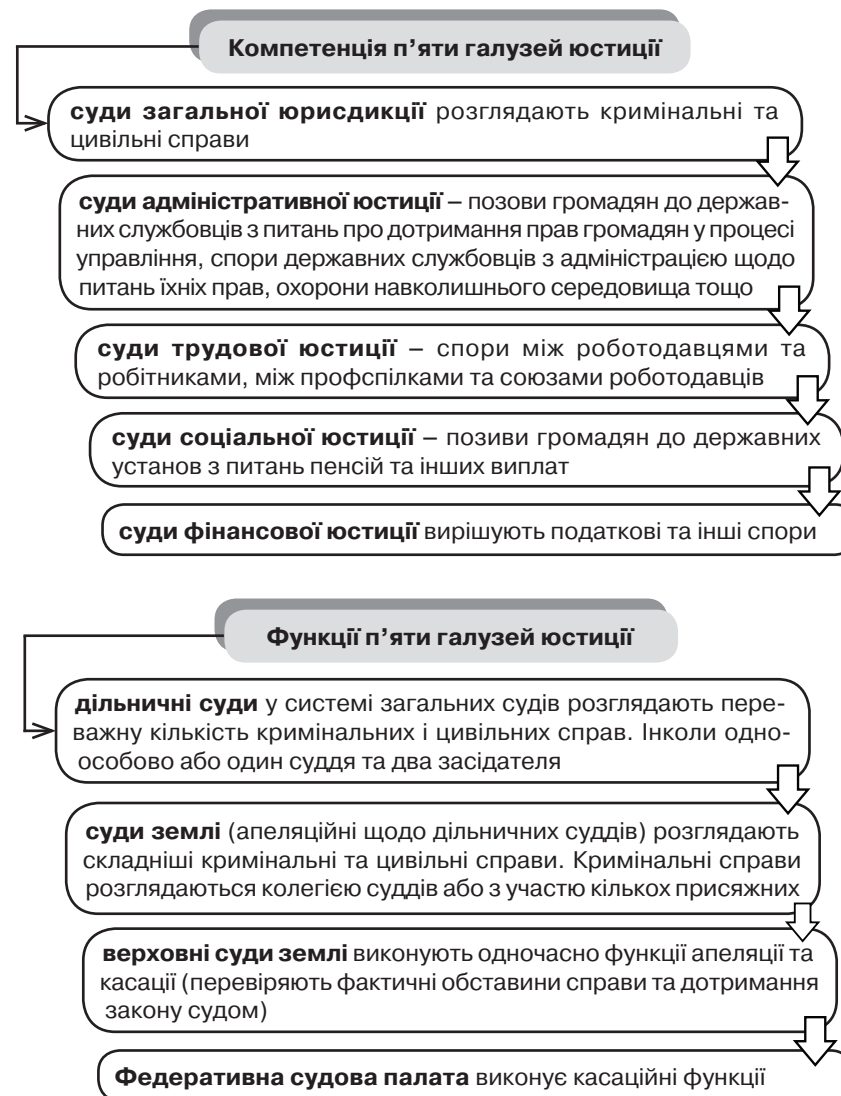 Компетенція п’яти галузей юстиції
суди загальної юрисдикції розглядають кримінальні та
цивільні справи
суди адміністративної юстиції – позови громадян до держав-
них службовців з питань про дотримання прав громадян у процесі
управління, спори державних службовців з адміністрацією щодо
питань їхніх прав, охорони навколишнього середовища тощо
суди трудової юстиції – спори між роботодавцями та
робітниками, між профспілками та союзами роботодавців
суди соціальної юстиції – позиви громадян до державних
установ з питань пенсій та інших виплат
суди фінансової юстиції вирішують податкові та інші спори
Функції п’яти галузей юстиції
дільничні суди у системі загальних судів розглядають пере-
важну кількість кримінальних і цивільних справ. Інколи одно-
особово або один суддя та два засідателя
суди землі (апеляційні щодо дільничних суддів) розглядають
складніші кримінальні та цивільні справи. Кримінальні справи
розглядаються колегією суддів або з участю кількох присяжних
верховні суди землі виконують одночасно функції апеляції та
касації (перевіряють фактичні обставини справи та дотримання
закону судом)
Федеративна судова палата виконує касаційні функції